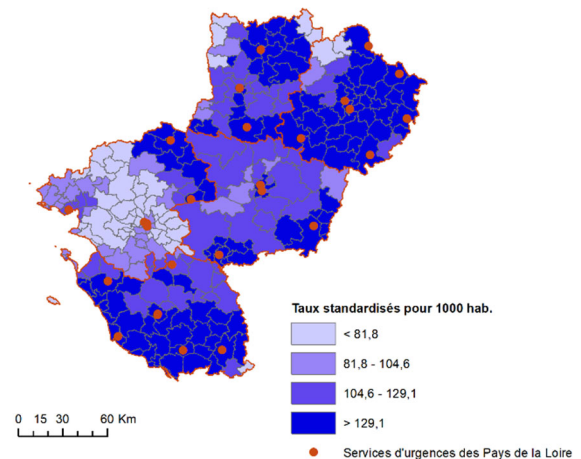 Taux standardisés pour 1000 hab.
< 81,8
81,8 - 104,6
104,6 - 129,1
> 129,1
0 15 30 60 Km
Services d'urgences des Pays de la Loire